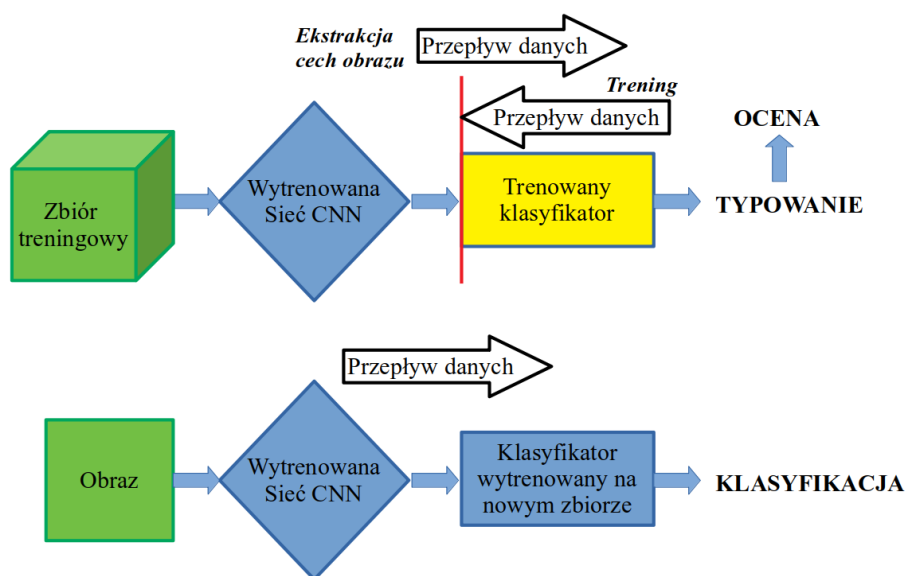 Ekstrakcja
cech obrazu
Przepływ danych
Trening
Przepływ danych
OCENA
Zbiór
treningowy
Wytrenowana
Sieć CNN
Trenowany
klasyfikator
TYPOWANIE
Przepływ danych
Obraz
Wytrenowana
Sieć CNN
Klasyfikator
wytrenowany na
nowym zbiorze
KLASYFIKACJA